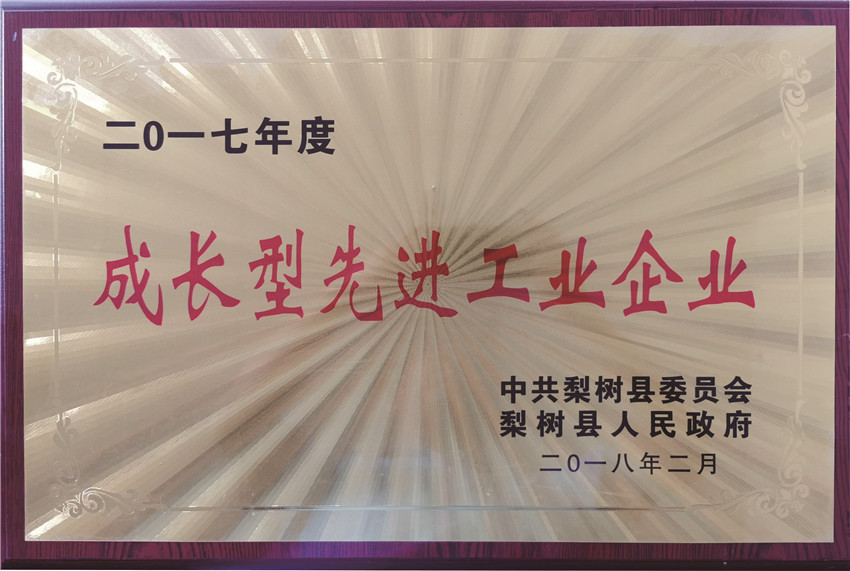 二0一七年度
成长型先进工业企业
中共梨树县委员会
梨树县人民政府
二0一八年二月